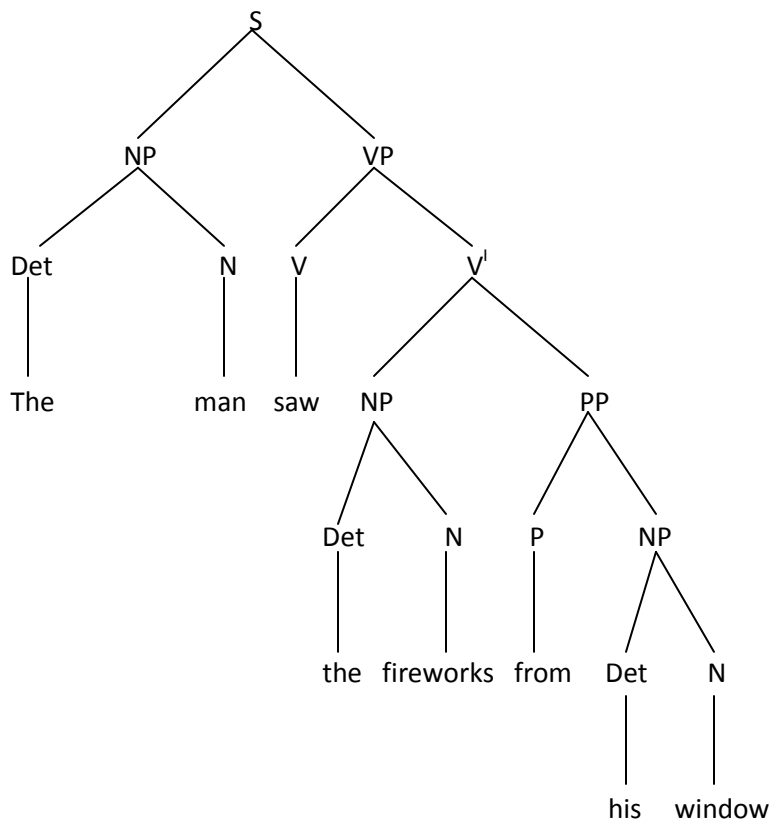 S
NP VP
Det N V V|
The man saw NP PP
Det N P NP
the fireworks from Det N
his window